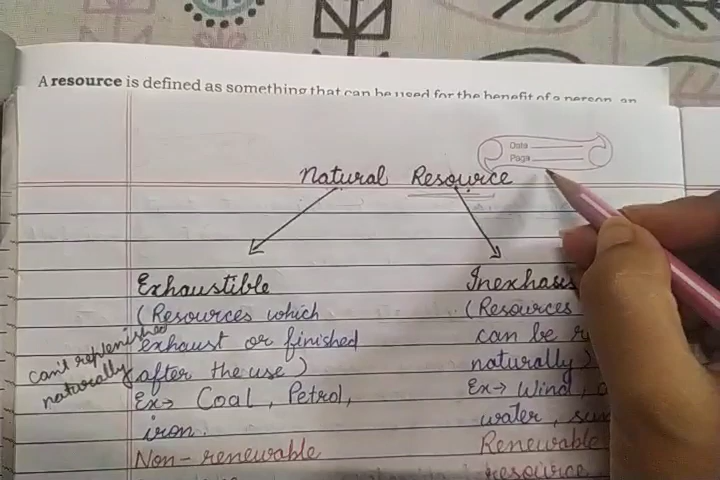 A resource is defined as something that can be used for the benefit of a person, an
Date
Page
Natural Resource
Exhaustible
(Resources which
exhaust or finished
after the use)
can't replenished
naturally
Ex→ Coal, Petrol,
iron.
Non-renewable
(Resources
can be
naturally)
Ex→ Wind,
water,
Renewable
resource